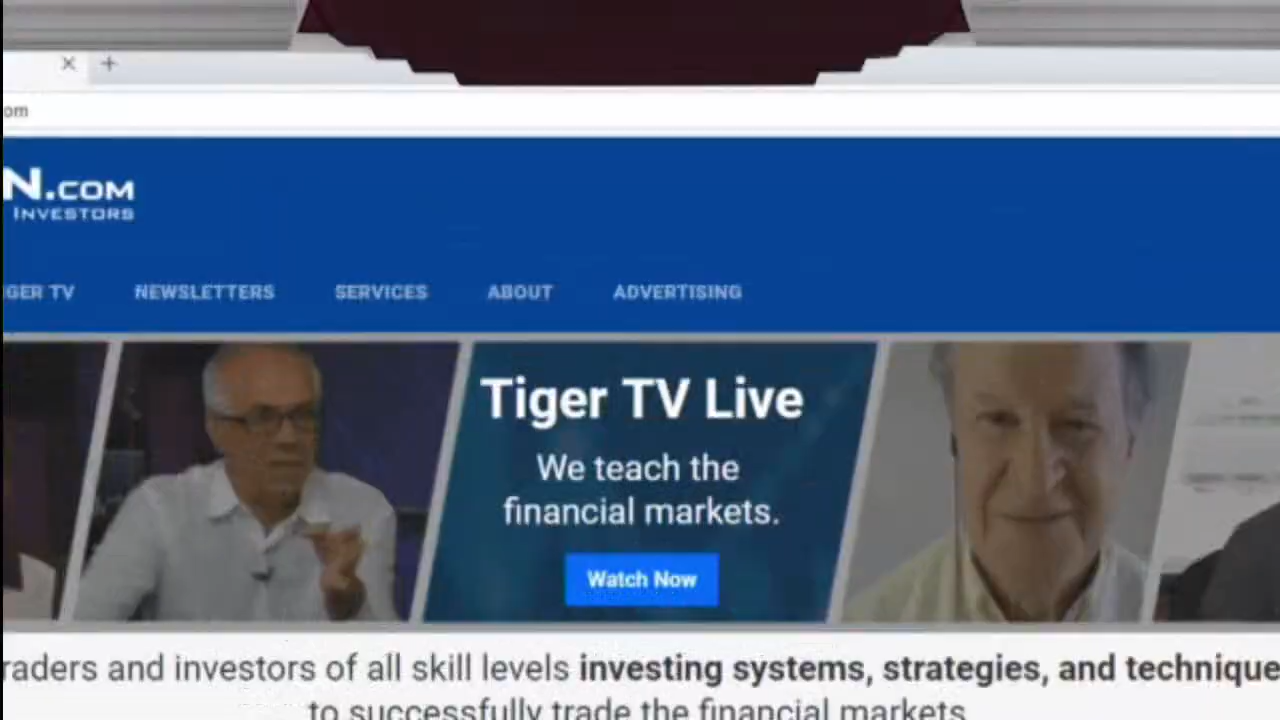 om
N.COM
INVESTORS
GER TV
NEWSLETTERS
SERVICES
ABOUT
ADVERTISING
Tiger TV Live
We teach the
financial markets.
Watch Now
raders and investors of all skill levels investing systems, strategies, and technique
to successfully trade the financial markets